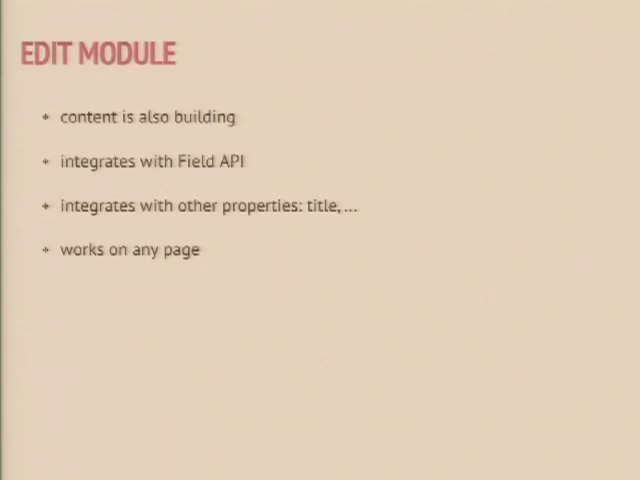 EDIT MODULE
content is also building
integrates with Field API
integrates with other properties: title, ...
works on any page